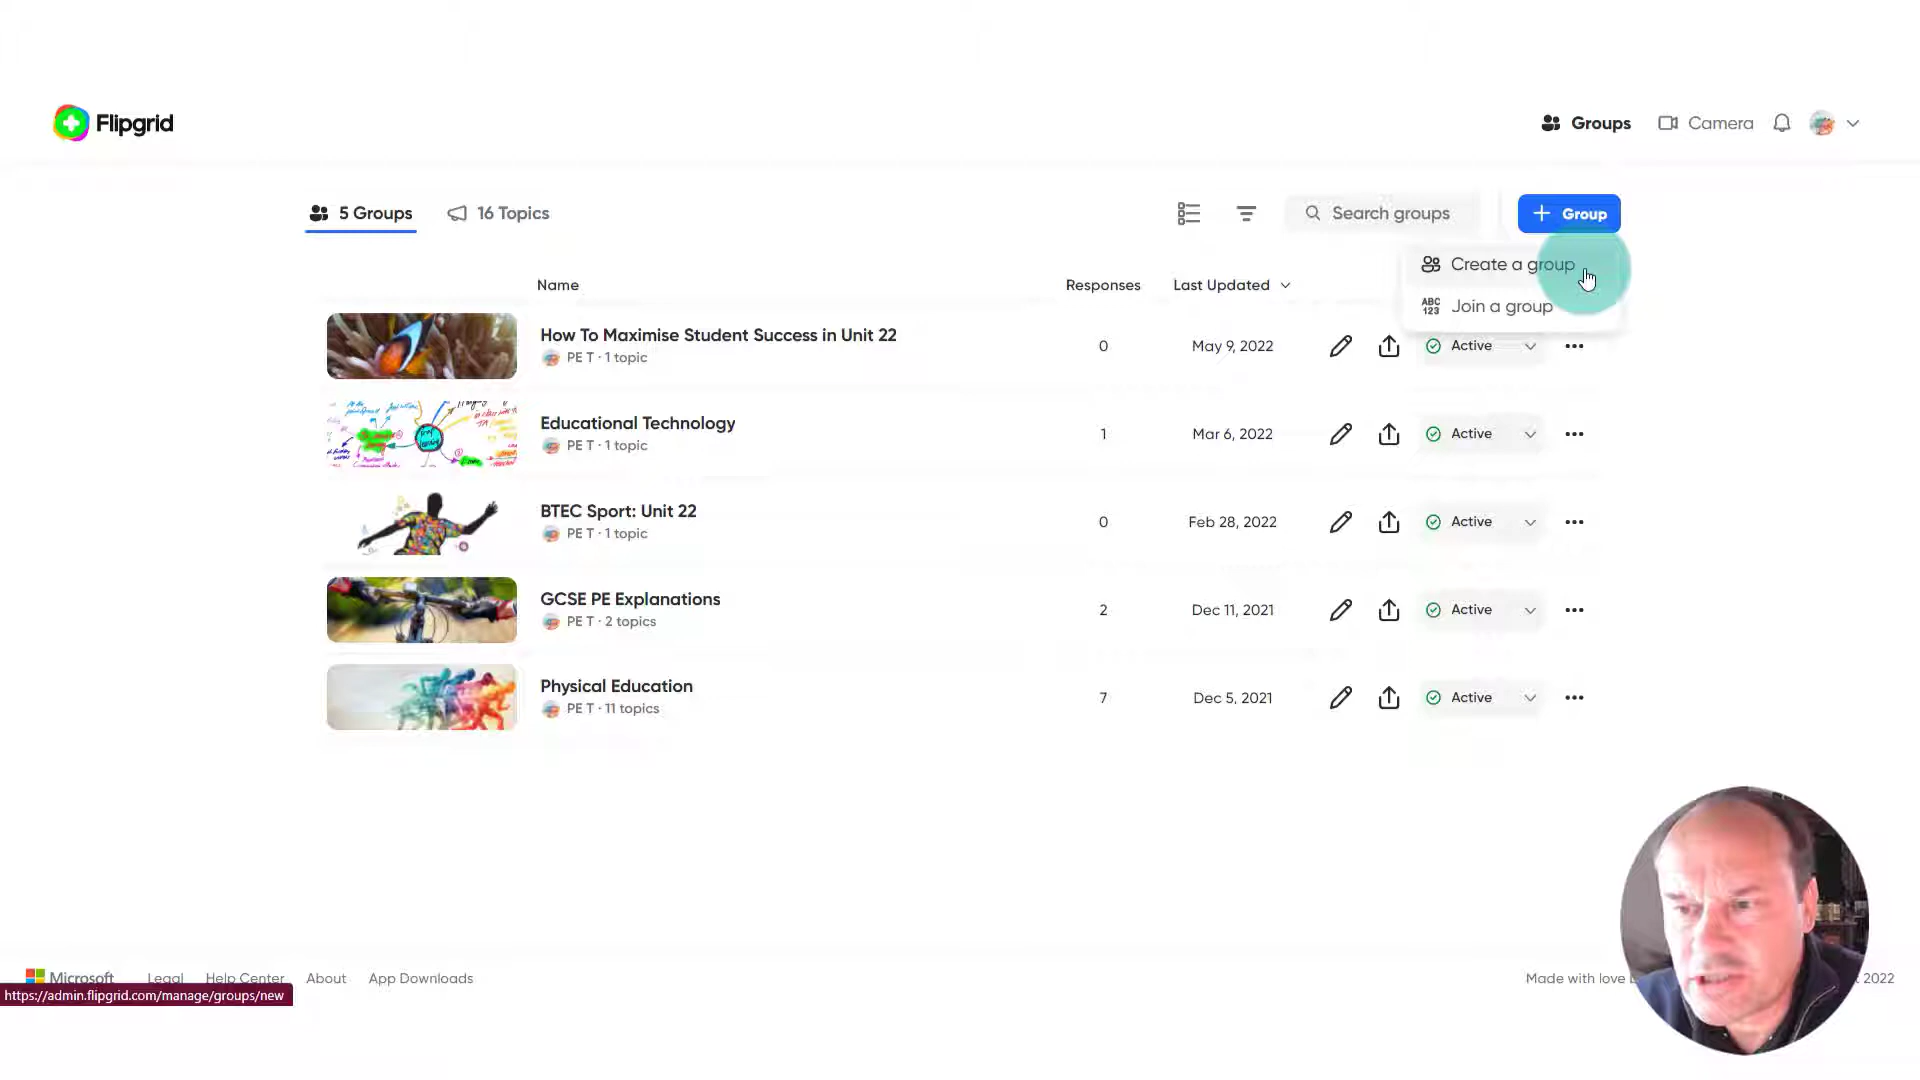 Flipgrid
Groups
Camera
5 Groups
16 Topics
Search groups
+ Group
Create a group
ABC
123
Join a group
Name
Responses
Last Updated
How To Maximise Student Success in Unit 22
PE T · 1 topic
0
May 9, 2022
Active
Educational Technology
PE T · 1 topic
1
Mar 6, 2022
Active
BTEC Sport: Unit 22
PE T · 1 topic
0
Feb 28, 2022
Active
GCSE PE Explanations
PE T · 2 topics
2
Dec 11, 2021
Active
Physical Education
PE T · 11 topics
7
Dec 5, 2021
Active
Microsoft
Legal
Help Center
About
App Downloads
Made with love
2022
https://admin.flipgrid.com/manage/groups/new